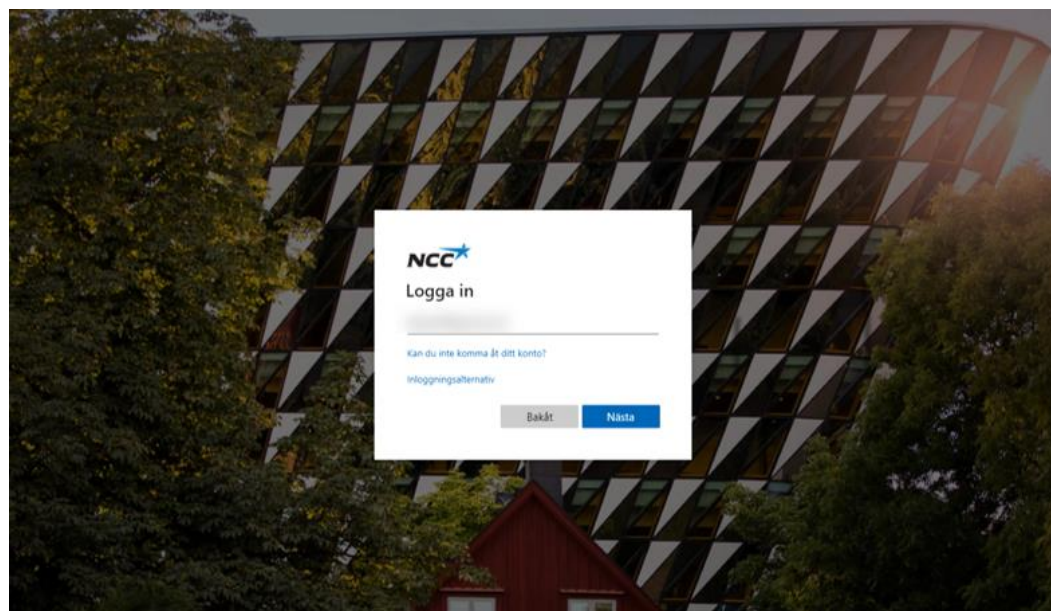 NCC
Logga in
Kan du inte komma åt ditt konto?
Inloggningsalternativ
Bakåt
Nästa